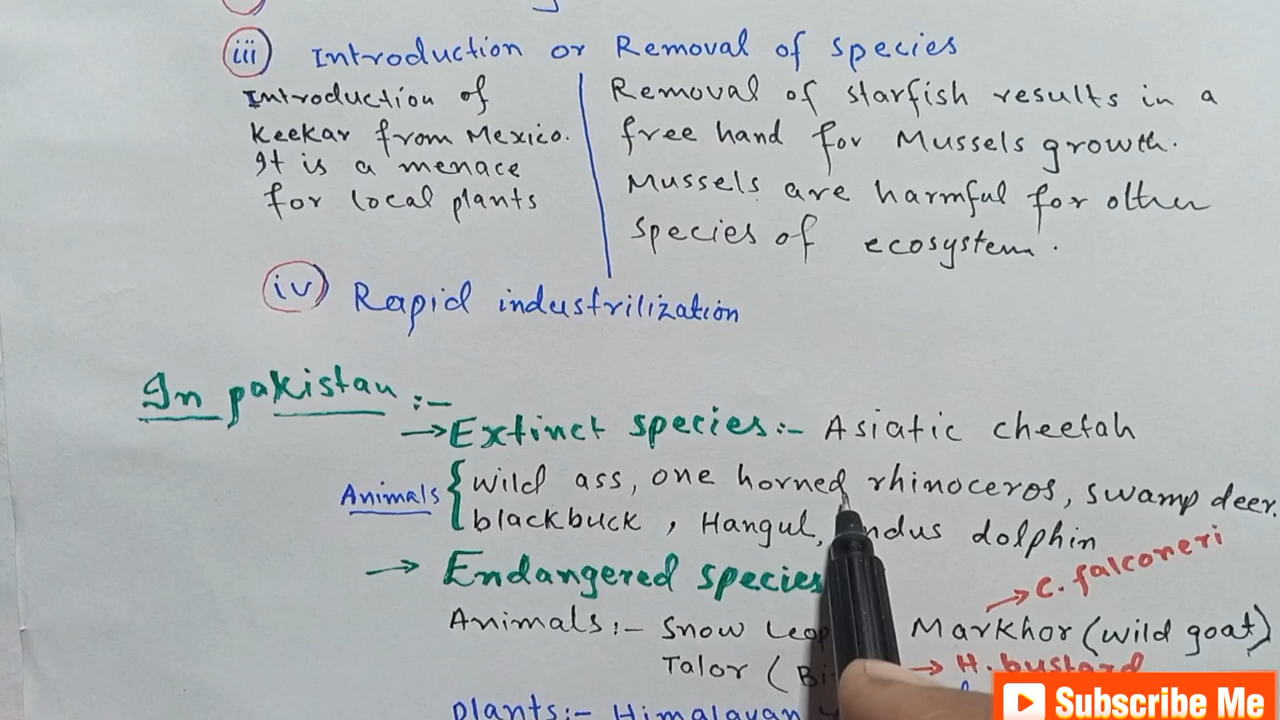 iii Introduction or Removal of species
Introduction of
Keekar from Mexico.
It is a menace
for local plants
Removal of starfish results in a
free hand for Mussels growth.
Mussels are harmful for other
species of ecosystem.
iv Rapid industrilization
In pakistan :-
→ Extinct species:- Asiatic cheetah
Animals { wild ass, one horned rhinoceros, swamp deer.
blackbuck, Hangul, indus dolphin
→ Endangered species
→ C. falconeri
Animals:- Snow Markhor (wild goat)
Talor ( → H. bustard
plants:- Himalayan
Subscribe Me